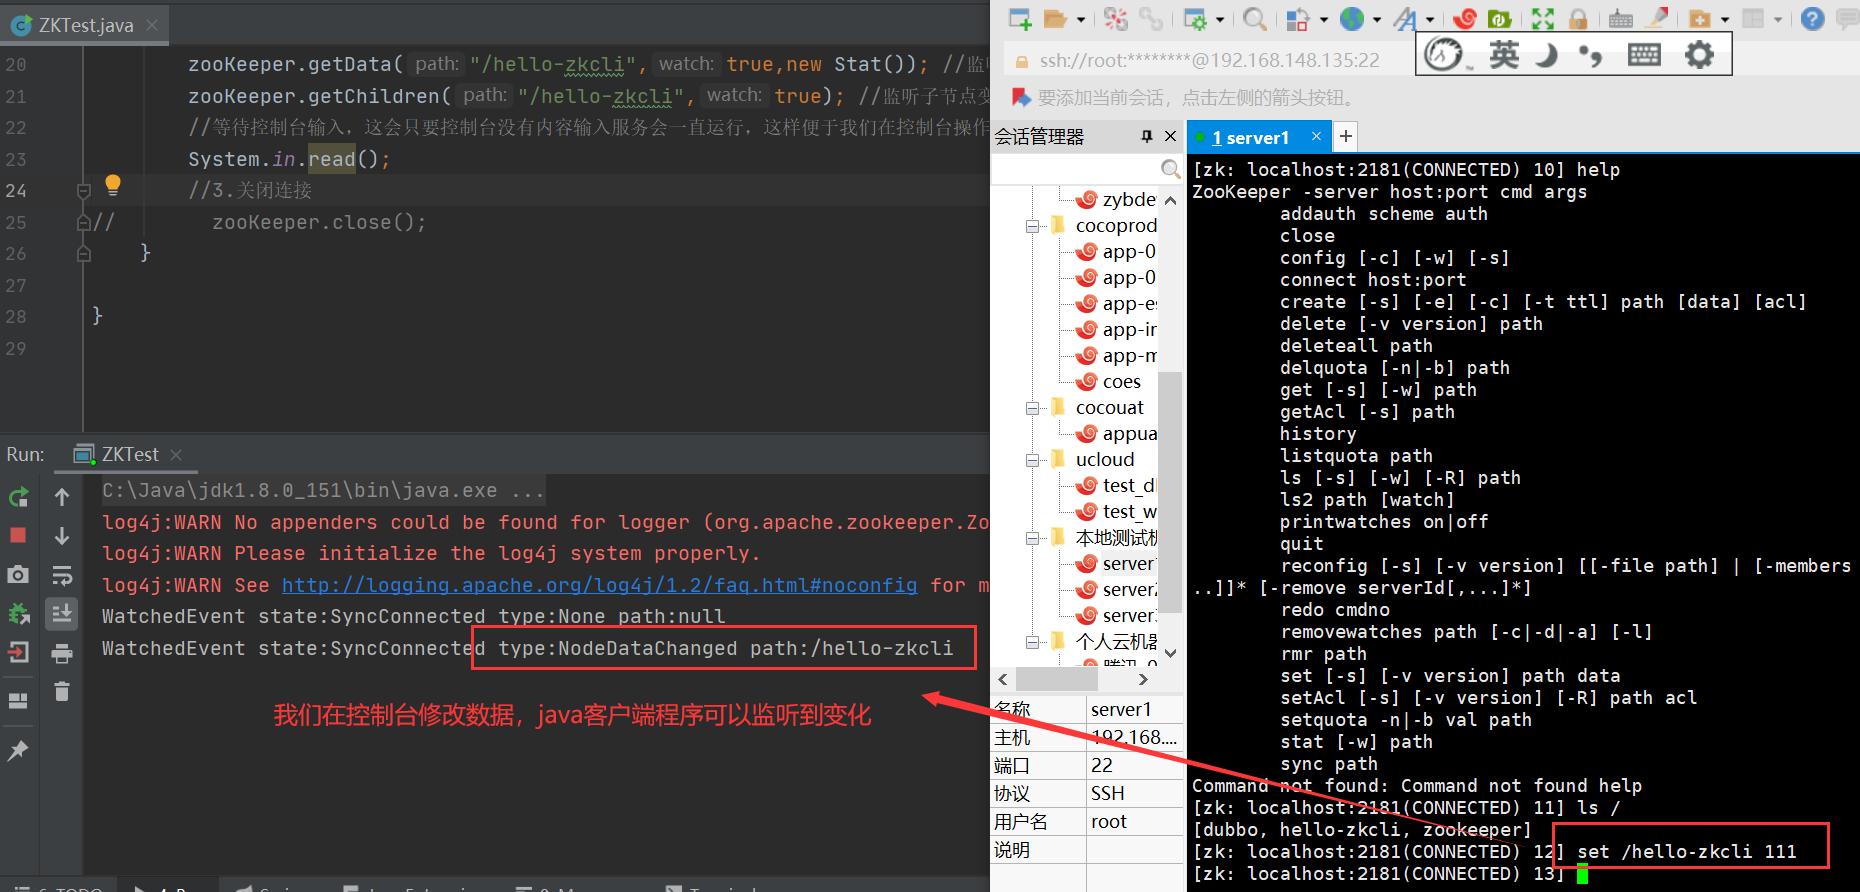 ZKTest.java
20 zooKeeper.getData( path: "/hello-zkcli", watch: true,new Stat()); //监
21 zooKeeper.getChildren( path: "/hello-zkcli", watch: true); //监听子节点变
22 //等待控制台输入，这会只要控制台没有内容输入服务会一直运行，这样便于我们在控制台操作
23 System.in.read();
24 //3.关闭连接
25 // zooKeeper.close();
26 }
27
28 }
29
Run: ZKTest
C:\Java\jdk1.8.0_151\bin\java.exe ...
log4j:WARN No appenders could be found for logger (org.apache.zookeeper.Zo
log4j:WARN Please initialize the log4j system properly.
log4j:WARN See http://logging.apache.org/log4j/1.2/faq.html#noconfig for m
WatchedEvent state:SyncConnected type:None path:null
WatchedEvent state:SyncConnected type:NodeDataChanged path:/hello-zkcli
我们在控制台修改数据，java客户端程序可以监听到变化
ssh://root:********@192.168.148.135:22
英
要添加当前会话，点击左侧的箭头按钮。
会话管理器
zybde
cocoprod
app-0
app-0
app-es
app-in
app-m
coes
cocouat
appua
ucloud
test_d
test_w
本地测试机
server
server2
server3
个人云机器
名称 server1
主机 192.168....
端口 22
协议 SSH
用户名 root
说明
1 server1
[zk: localhost:2181(CONNECTED) 10] help
ZooKeeper -server host:port cmd args
addauth scheme auth
close
config [-c] [-w] [-s]
connect host:port
create [-s] [-e] [-c] [-t ttl] path [data] [acl]
delete [-v version] path
deleteall path
delquota [-n|-b] path
get [-s] [-w] path
getAcl [-s] path
history
listquota path
ls [-s] [-w] [-R] path
ls2 path [watch]
printwatches on|off
quit
reconfig [-s] [-v version] [[-file path] | [-members
..]]* [-remove serverId[,...]*]
redo cmdno
removewatches path [-c|-d|-a] [-l]
rmr path
set [-s] [-v version] path data
setAcl [-s] [-v version] [-R] path acl
setquota -n|-b val path
stat [-w] path
sync path
Command not found: Command not found help
[zk: localhost:2181(CONNECTED) 11] ls /
[dubbo, hello-zkcli, zookeeper]
[zk: localhost:2181(CONNECTED) 12] set /hello-zkcli 111
[zk: localhost:2181(CONNECTED) 13]